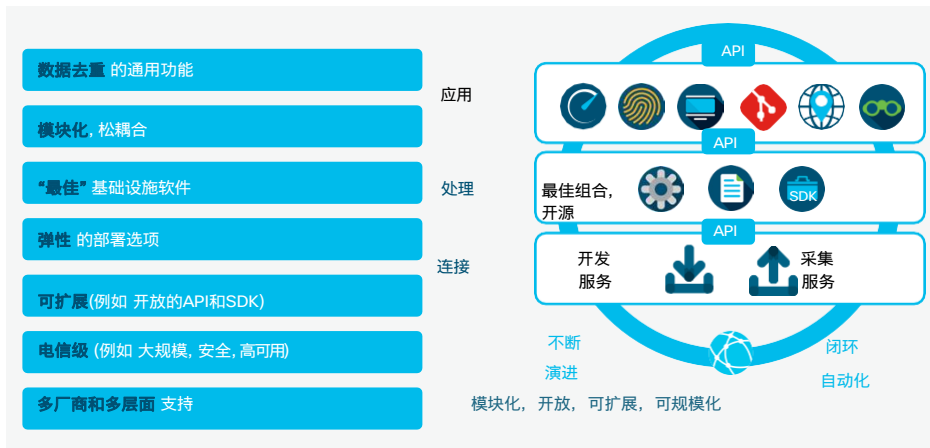 数据去重 的通用功能
模块化, 松耦合
“最佳” 基础设施软件
弹性 的部署选项
可扩展(例如 开放的API和SDK)
电信级 (例如 大规模, 安全, 高可用)
多厂商和多层面 支持
应用
处理
连接
API
API
最佳组合,
开源
SDK
API
开发
服务
采集
服务
不断
演进
闭环
自动化
模块化, 开放, 可扩展, 可规模化